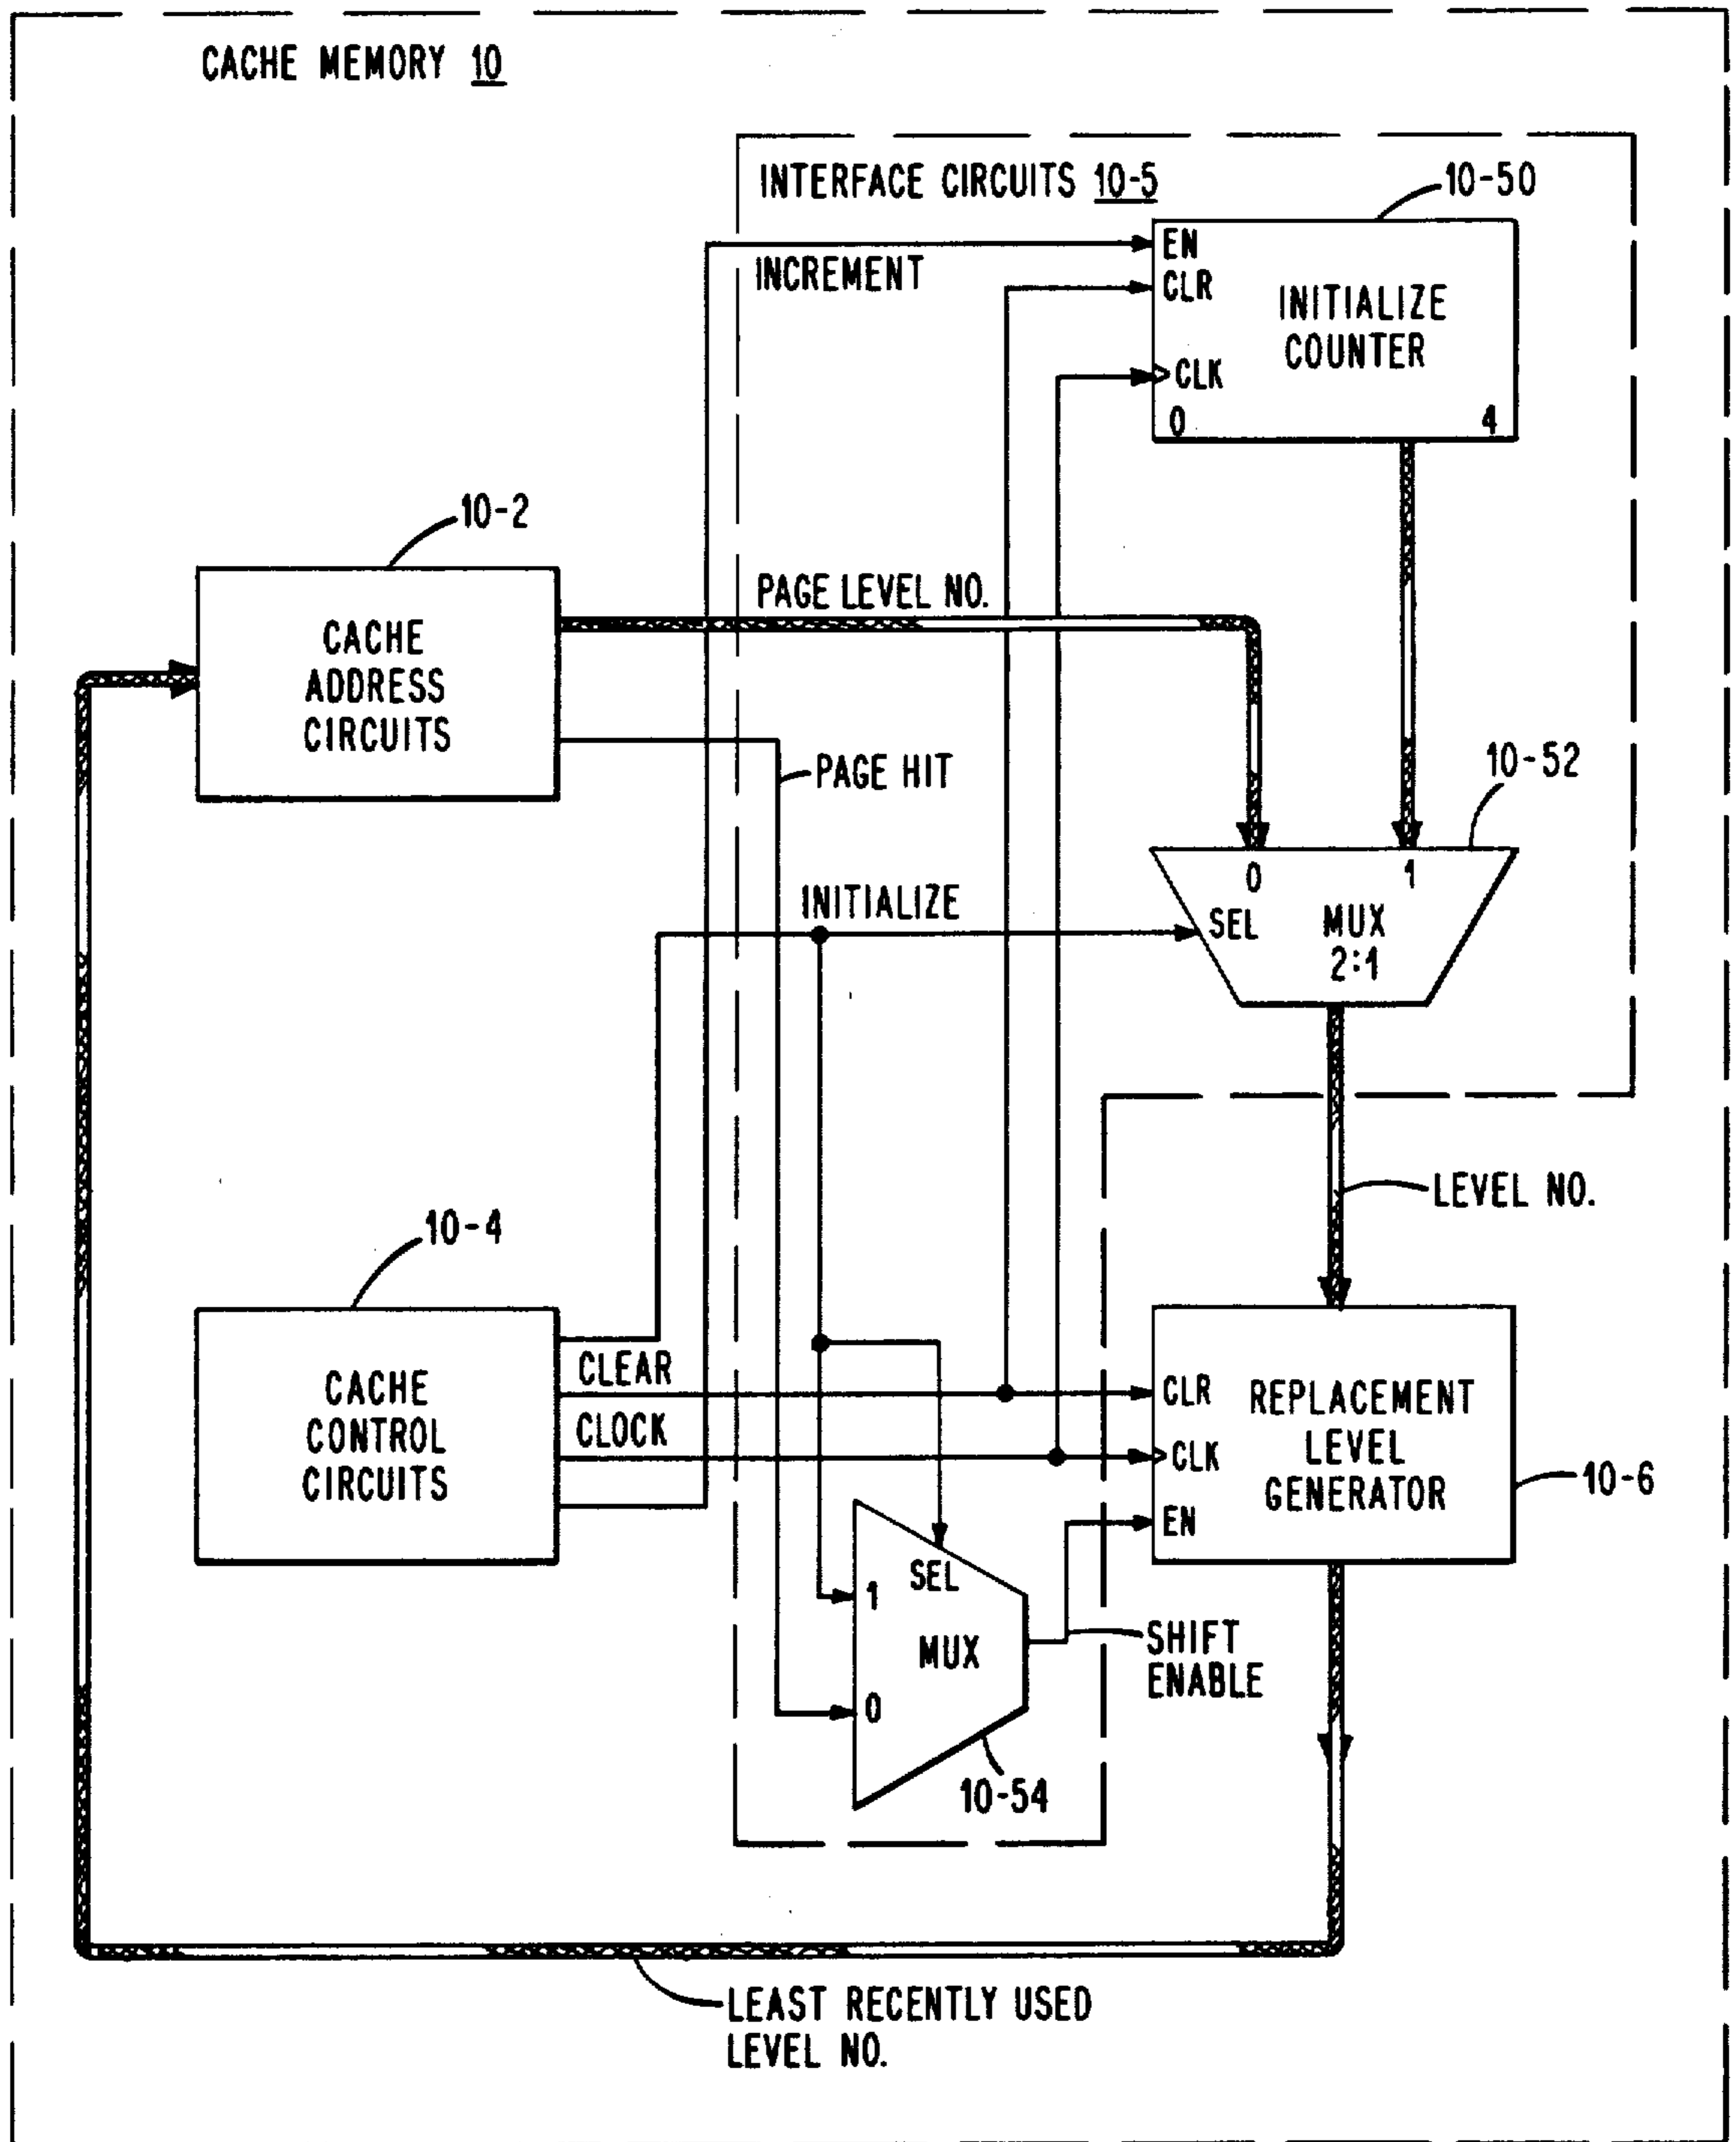 CACHE MEMORY 10
INTERFACE CIRCUITS 10-5
10-50
EN
INCREMENT
CLR
INITIALIZE
COUNTER
CLK
0
4
10-2
PAGE LEVEL NO.
CACHE
ADDRESS
CIRCUITS
PAGE HIT
10-52
0
1
INITIALIZE
SEL
MUX
2:1
LEVEL NO.
10-4
CLEAR
CLOCK
CACHE
CONTROL
CIRCUITS
CLR
CLK
EN
REPLACEMENT
LEVEL
GENERATOR
10-6
SEL
1
MUX
0
SHIFT
ENABLE
10-54
LEAST RECENTLY USED
LEVEL NO.